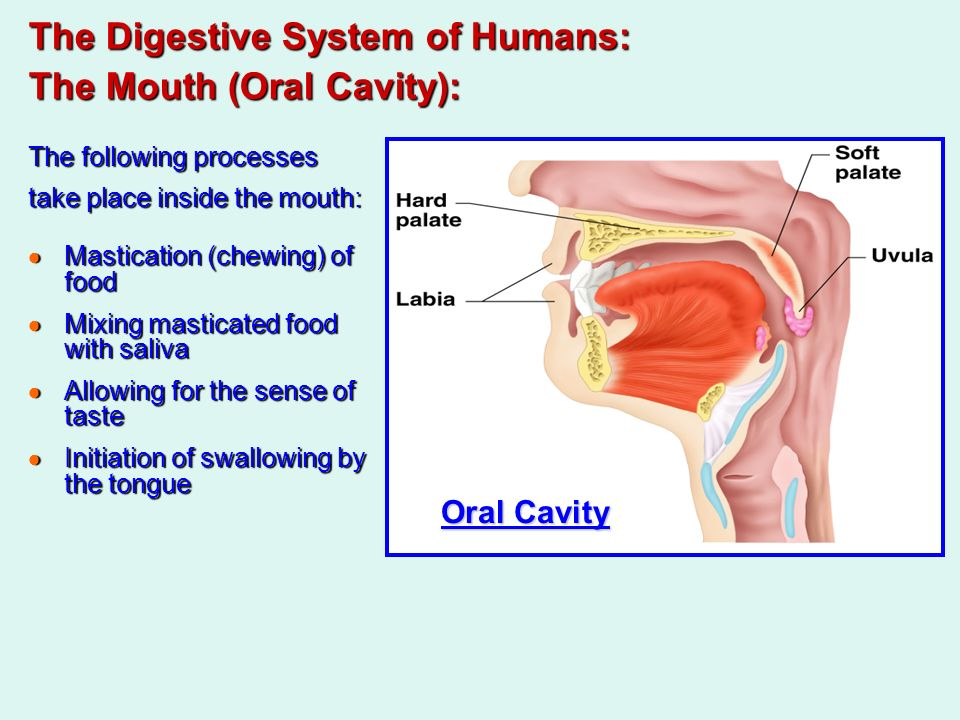 The Digestive System of Humans:
The Mouth (Oral Cavity):
The following processes
take place inside the mouth:
• Mastication (chewing) of
food
• Mixing masticated food
with saliva
• Allowing for the sense of
taste
• Initiation of swallowing by
the tongue
Soft
palate
Hard
palate
Uvula
Labia
Oral Cavity